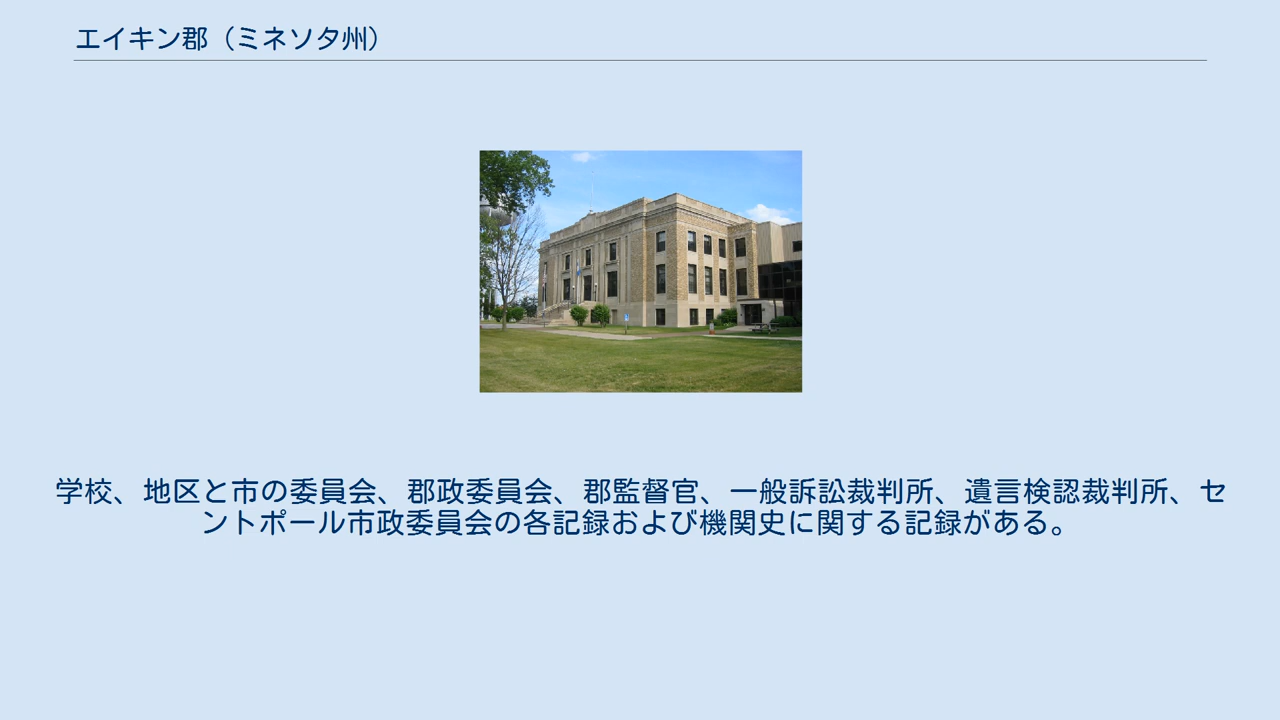 エイキン郡（ミネソタ州）
学校、地区と市の委員会、郡政委員会、郡監督官、一般訴訟裁判所、遺言検認裁判所、セ
ントポール市政委員会の各記録および機関史に関する記録がある。